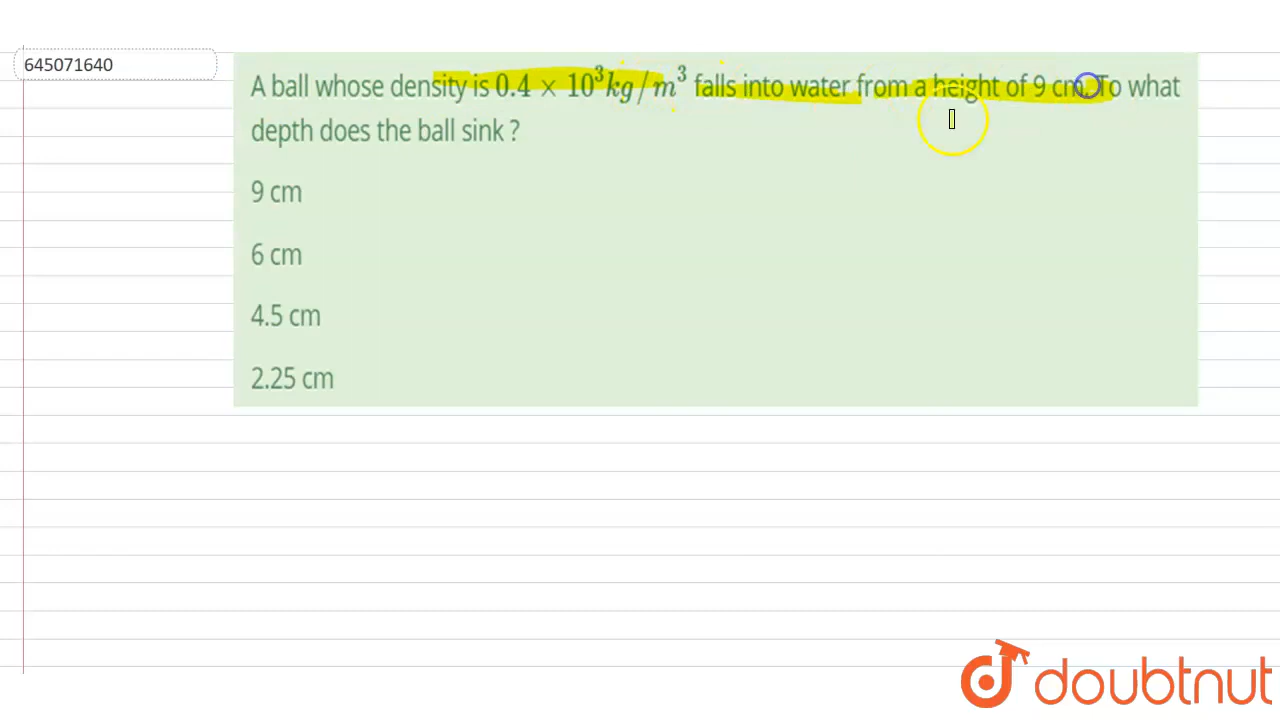 645071640
A ball whose density is 0.4 × 10³kg/m³ falls into water from a height of 9 cm. To what
depth does the ball sink ?
9 cm
6 cm
4.5 cm
2.25 cm
doubtnut